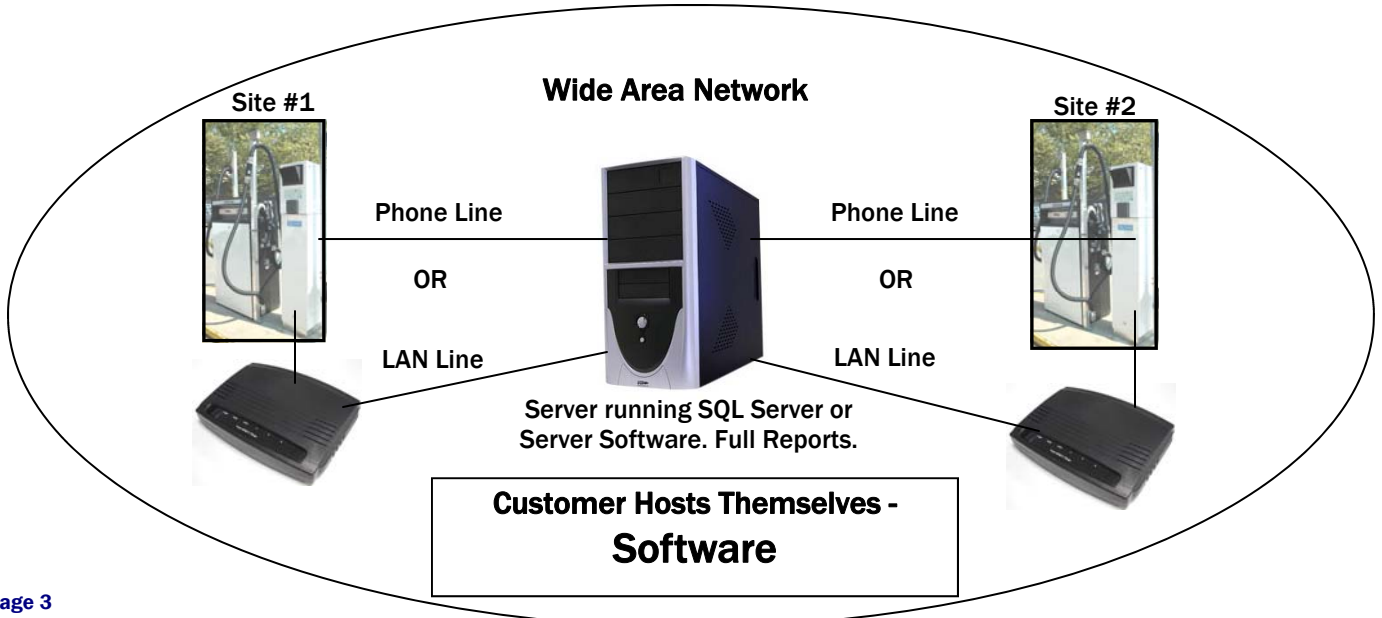 Wide Area Network
Site #1
Site #2
Phone Line
Phone Line
OR
OR
LAN Line
LAN Line
Server running SQL Server or
Server Software. Full Reports.
Customer Hosts Themselves -
Software
age 3